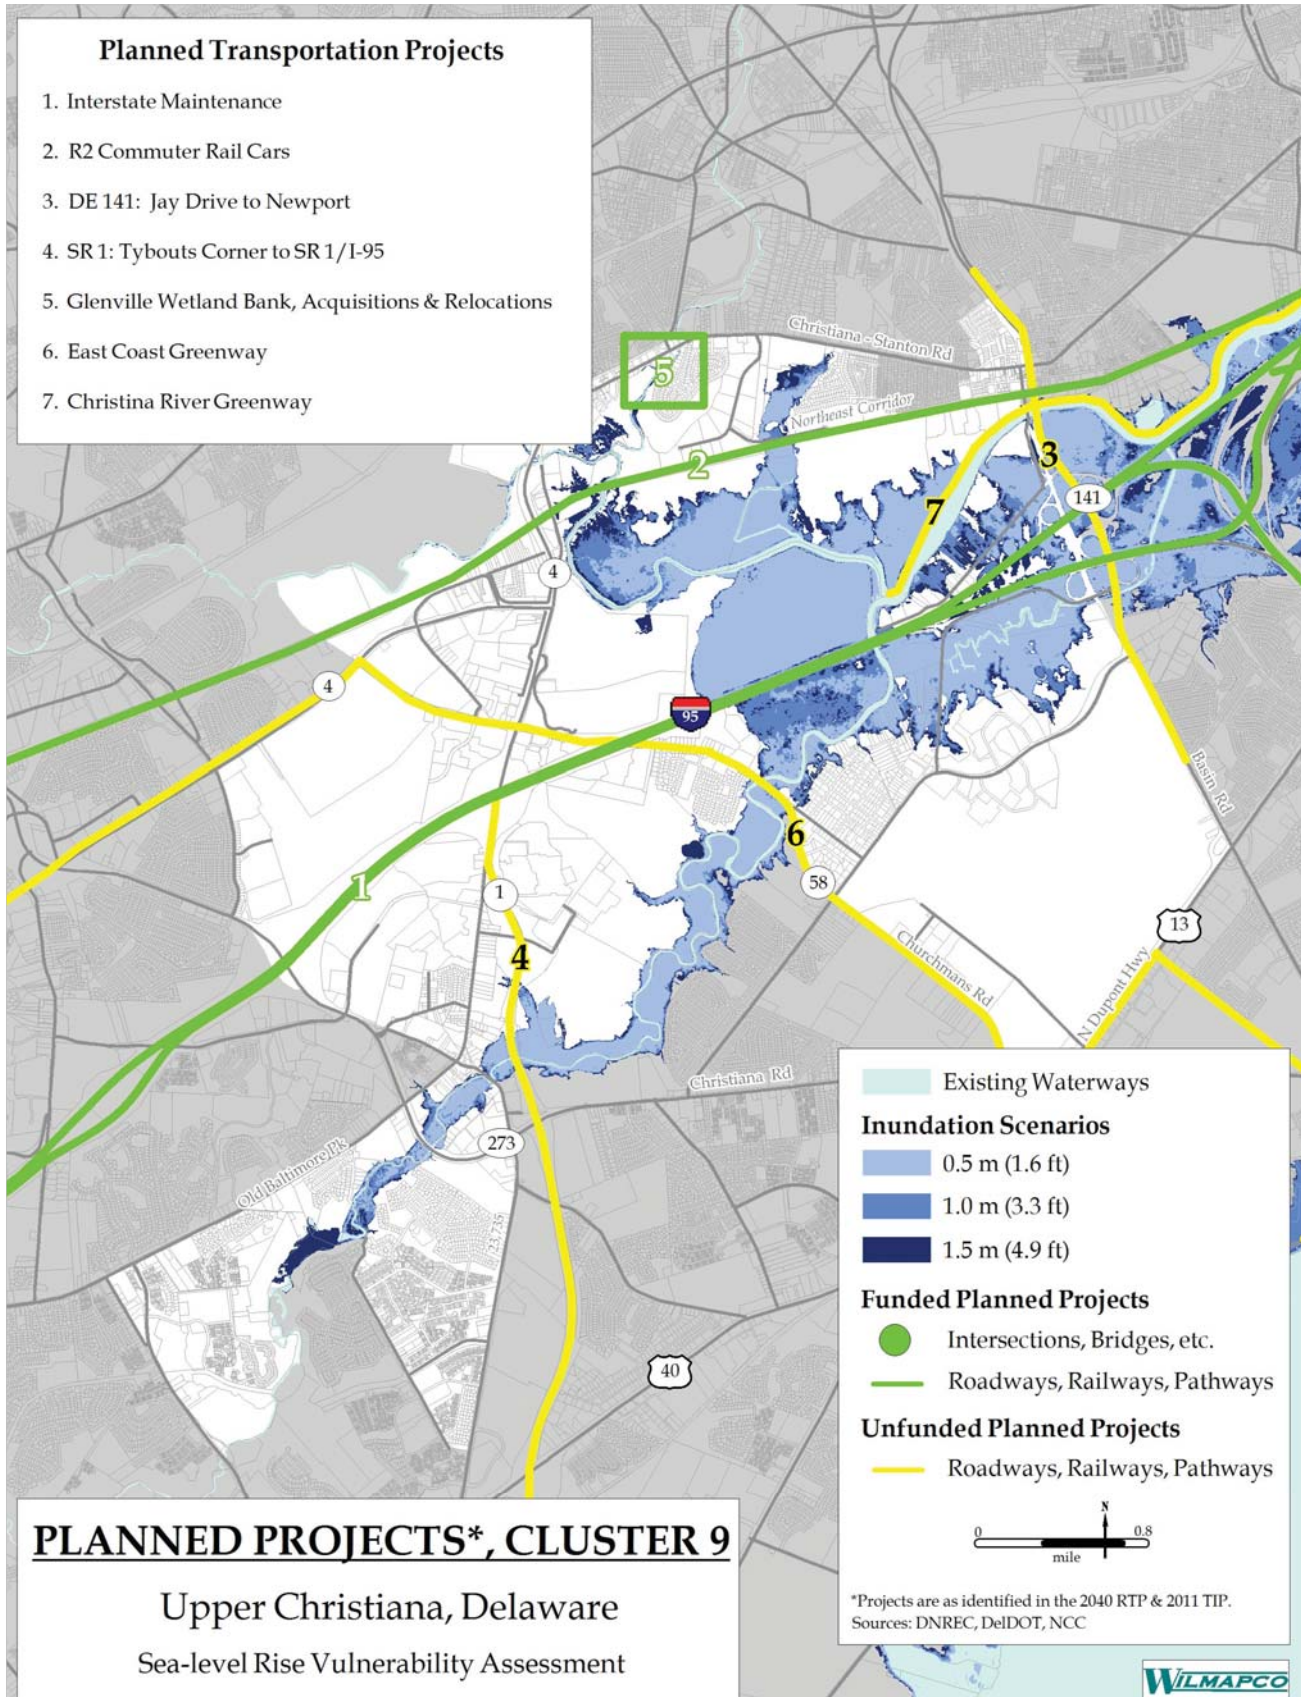 Planned Transportation Projects
1. Interstate Maintenance
2. R2 Commuter Rail Cars
3. DE 141: Jay Drive to Newport
4. SR 1: Tybouts Corner to SR 1/I-95
5. Glenville Wetland Bank, Acquisitions & Relocations
6. East Coast Greenway
7. Christina River Greenway
Christiana - Stanton Rd
5
Northeast Corridor
2
3
141
7
4
4
95
Basin Rd
6
1
1
58
13
4
Churchmans Rd
N Dupont Hwy
Christiana Rd
273
Old Baltimore Pk
23,735
40
Existing Waterways
Inundation Scenarios
0.5 m (1.6 ft)
1.0 m (3.3 ft)
1.5 m (4.9 ft)
Funded Planned Projects
Intersections, Bridges, etc.
Roadways, Railways, Pathways
Unfunded Planned Projects
Roadways, Railways, Pathways
N
0 0.8
mile
*Projects are as identified in the 2040 RTP & 2011 TIP.
Sources: DNREC, DelDOT, NCC
PLANNED PROJECTS*, CLUSTER 9
Upper Christiana, Delaware
Sea-level Rise Vulnerability Assessment
WILMAPCO